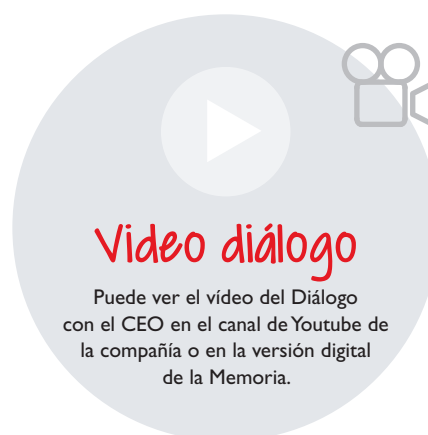 Video diálogo
Puede ver el vídeo del Diálogo
con el CEO en el canal de Youtube de
la compañía o en la versión digital
de la Memoria.